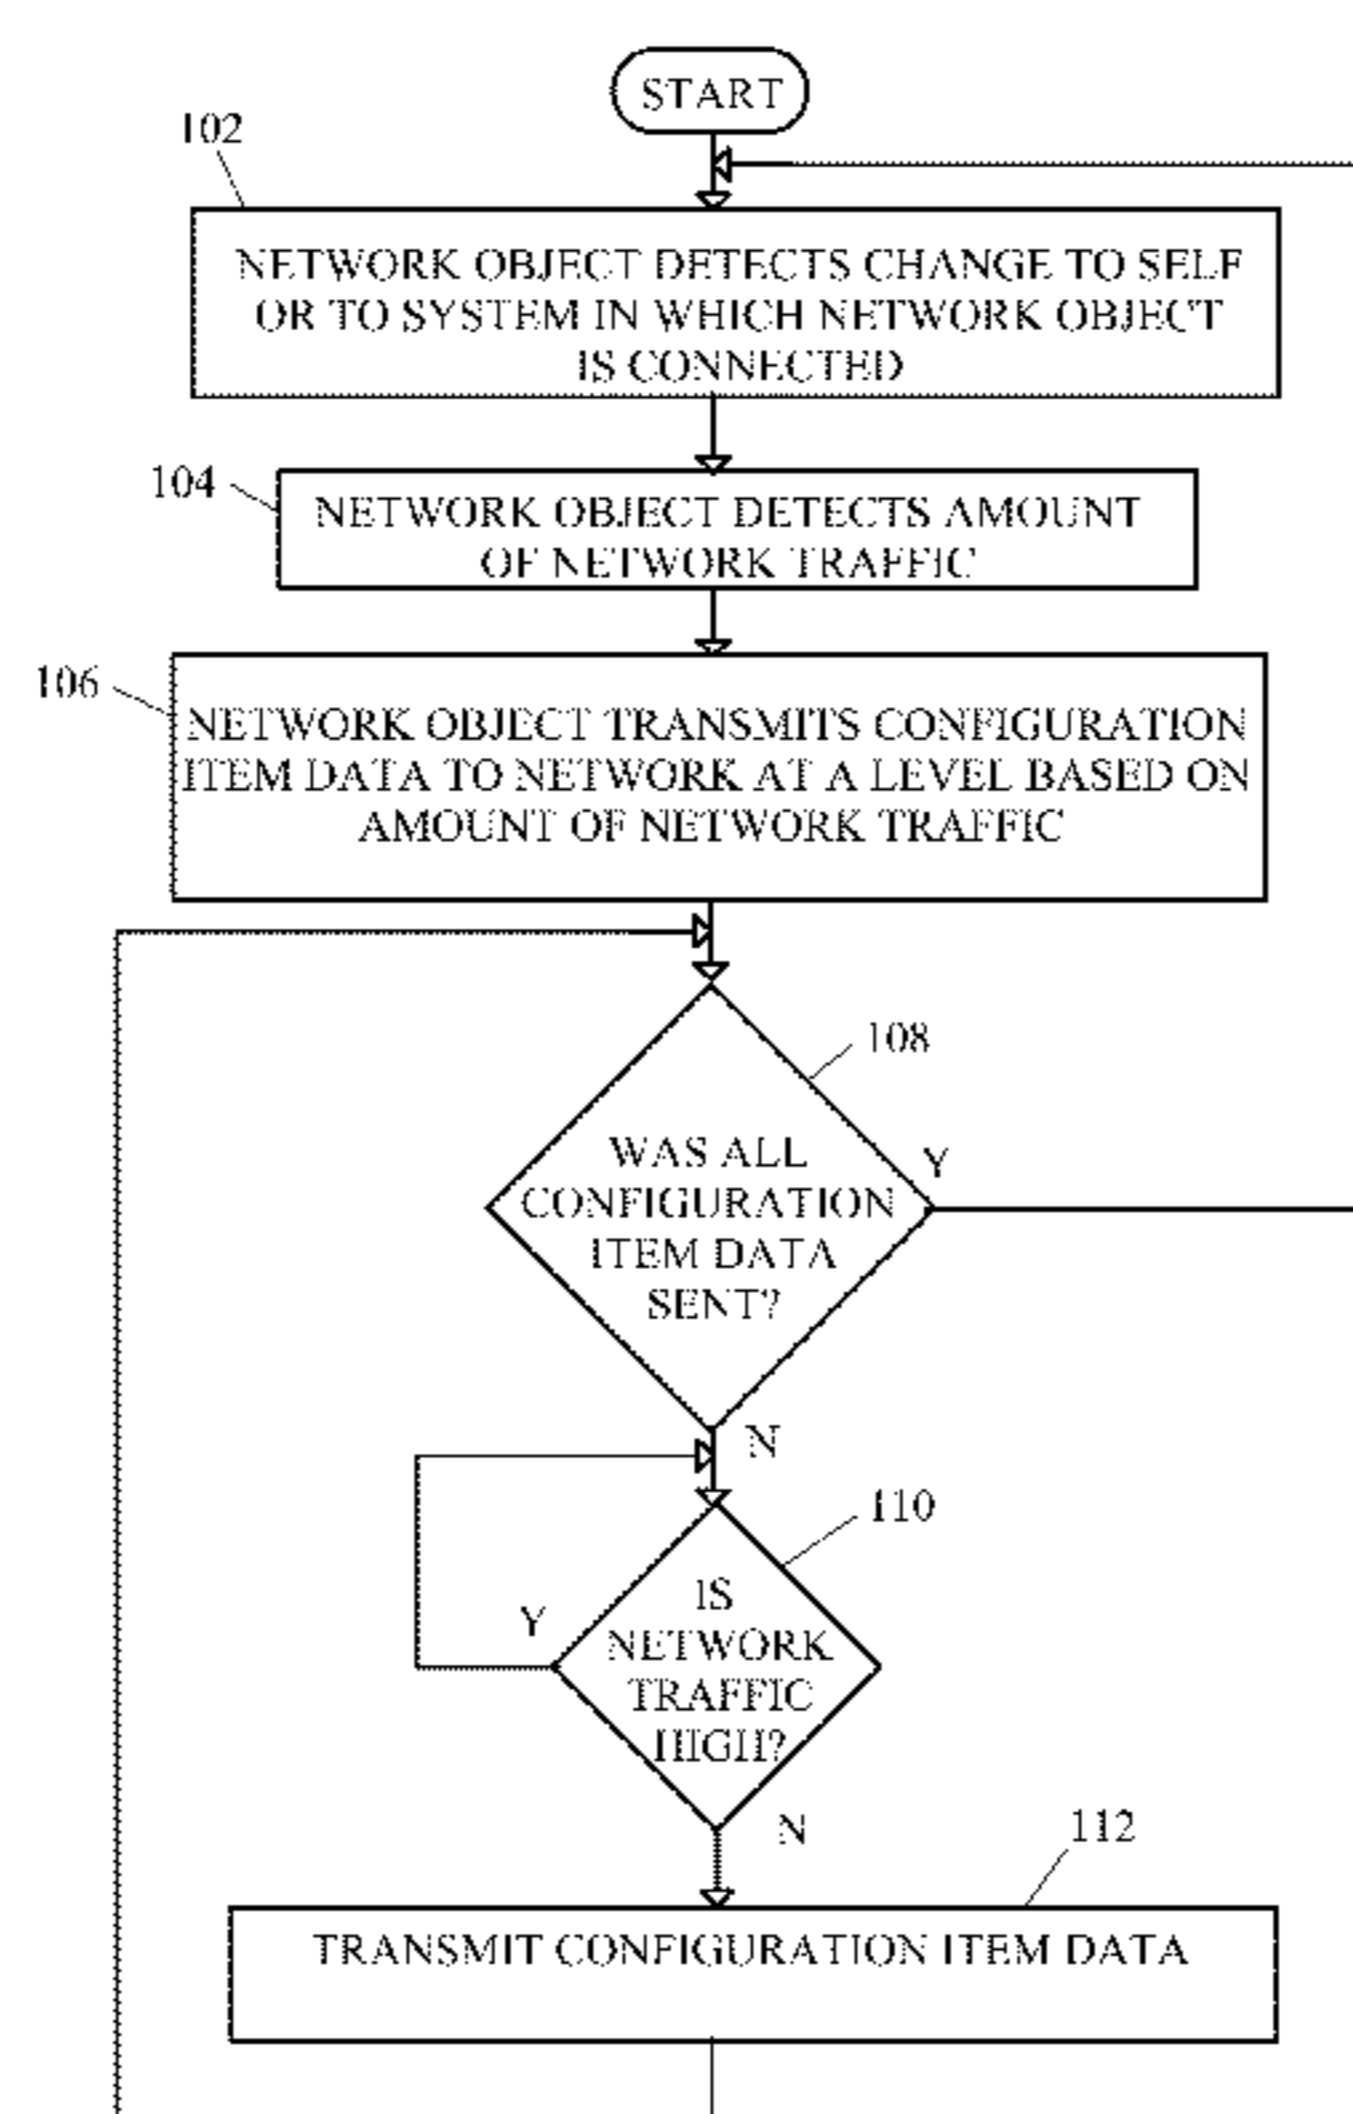 START
102
NETWORK OBJECT DETECTS CHANGE TO SELF
OR TO SYSTEM IN WHICH NETWORK OBJECT
IS CONNECTED
104
NETWORK OBJECT DETECTS AMOUNT
OF NETWORK TRAFFIC
106
NETWORK OBJECT TRANSMITS CONFIGURATION
ITEM DATA TO NETWORK AT A LEVEL BASED ON
AMOUNT OF NETWORK TRAFFIC
108
WAS ALL
CONFIGURATION
ITEM DATA
SENT?
Y
N
110
IS
NETWORK
TRAFFIC
HIGH?
Y
N
112
TRANSMIT CONFIGURATION ITEM DATA